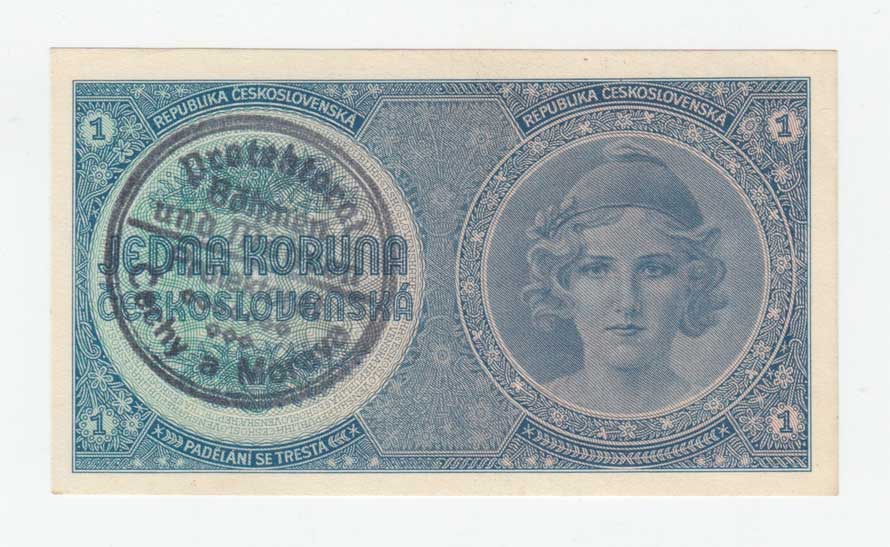 REPUBLIKA ČESKOSLOVENSKÁ
REPUBLIKA ČESKOSLOVENSKÁ
1
1
Protektorat
Böhmen
und
JEDNA KORUNA
ČESKOSLOVENSKÁ
Čechy a Morava
1
1
PADĚLÁNÍ SE TRESTÁ